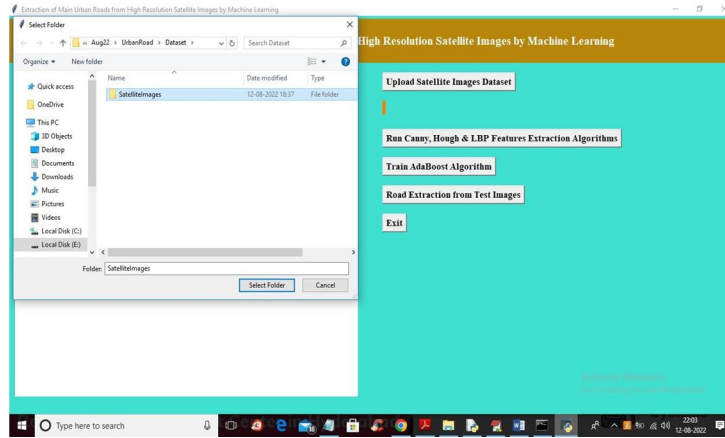 Extraction of Main Urban Roads from High Resolution Satellite Images by Machine Learning
Select Folder
« Aug22 › UrbanRoad › Dataset ›
Search Dataset
Organize
New folder
Name
Date modified
Type
Quick access
OneDrive
This PC
3D Objects
Desktop
Documents
Downloads
Music
Pictures
Videos
Local Disk (C:)
Local Disk (E:)
SatelliteImages
12-08-2022 18:37
File folder
Folder: SatelliteImages
Select Folder
Cancel
High Resolution Satellite Images by Machine Learning
Upload Satellite Images Dataset
Run Canny, Hough & LBP Features Extraction Algorithms
Train AdaBoost Algorithm
Road Extraction from Test Images
Exit
Type here to search
22:03
12-08-2022